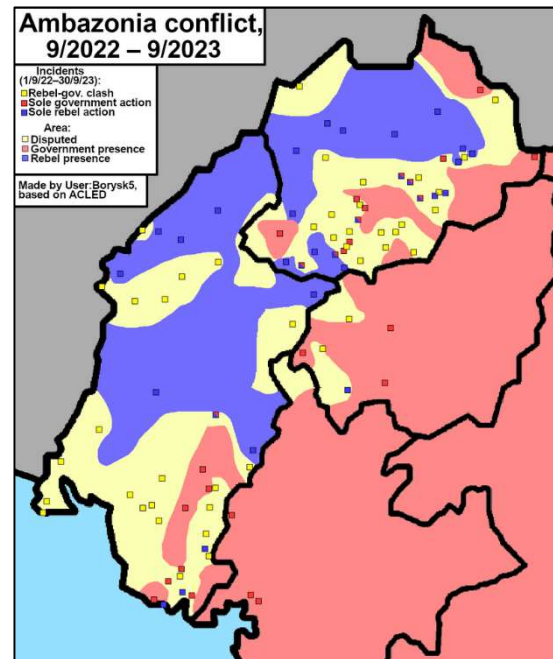 Ambazonia conflict,
9/2022 – 9/2023
Incidents
(1/9/22–30/9/23):
Rebel-gov. clash
Sole government action
Sole rebel action
Area:
Disputed
Government presence
Rebel presence
Made by User:Borysk5,
based on ACLED